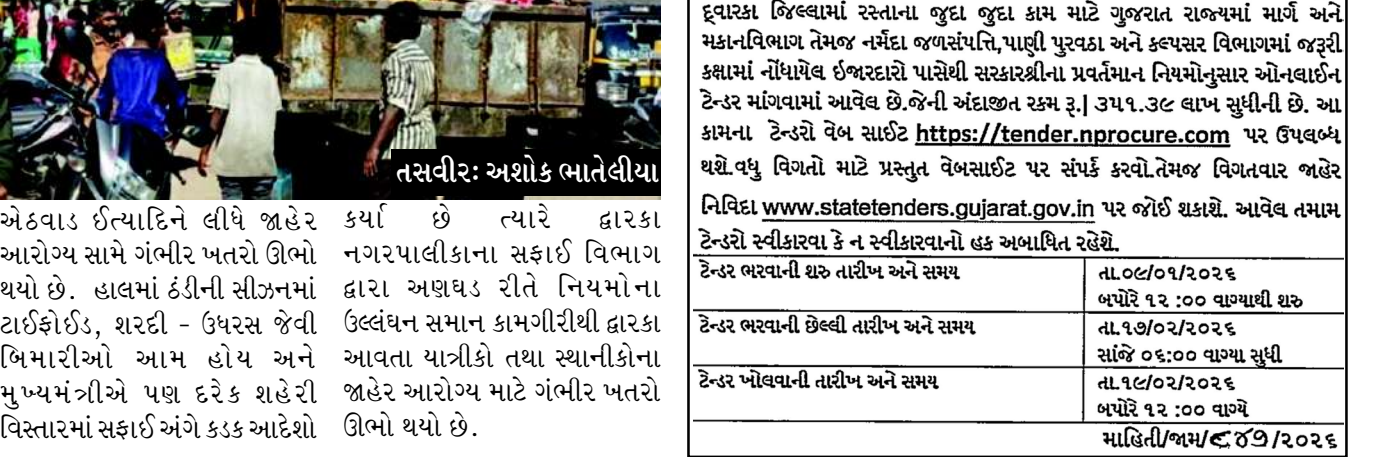 તસવીરઃ અશોક ભાતેલીયા
એઠવાડ ઈત્યાદિને લીધે જાહેર
આરોગ્ય સામે ગંભીર ખતરો ઊભો
થયો છે. હાલમાં ઠંડીની સીઝનમાં
ટાઈફોઈડ, શરદી - ઉધરસ જેવી
બિમારીઓ આમ હોય અને
મુખ્યમંત્રીએ પણ દરેક શહેરી
વિસ્તારમાં સફાઈ અંગે કડક આદેશો
કર્યા છે ત્યારે દ્વારકા
નગરપાલીકાના સફાઈ વિભાગ
દ્વારા અણઘડ રીતે નિયમોના
ઉલ્લંઘન સમાન કામગીરીથી દ્વારકા
આવતા યાત્રીકો તથા સ્થાનીકોના
જાહેર આરોગ્ય માટે ગંભીર ખતરો
ઊભો થયો છે.
દ્વારકા જિલ્લામાં રસ્તાના જુદા જુદા કામ માટે ગુજરાત રાજ્યમાં માર્ગ અને
મકાનવિભાગ તેમજ નર્મદા જળસંપત્તિ,પાણી પુરવઠા અને કલ્પસર વિભાગમાં જરૂરી
કક્ષામાં નોંધાયેલ ઇજારદારો પાસેથી સરકારશ્રીના પ્રવર્તમાન નિયમોનુસાર ઓનલાઈન
ટેન્ડર માંગવામાં આવેલ છે.જેની અંદાજીત રકમ રૂ.| ૩૫૧.૩૯ લાખ સુધીની છે. આ
કામના ટેન્ડરો વેબ સાઈટ https://tender.nprocure.com પર ઉપલબ્ધ
થશે.વધુ વિગતો માટે પ્રસ્તુત વેબસાઈટ પર સંપર્ક કરવો.તેમજ વિગતવાર જાહેર
નિવિદા www.statetenders.gujarat.gov.in પર જોઈ શકાશે. આવેલ તમામ
ટેન્ડરો સ્વીકારવા કે ન સ્વીકારવાનો હક અબાધિત રહેશે.
ટેન્ડર ભરવાની શરુ તારીખ અને સમય તા.૦૯/૦૧/૨૦૨૬
બપોરે ૧૨ :૦૦ વાગ્યાથી શરુ
ટેન્ડર ભરવાની છેલ્લી તારીખ અને સમય તા.૧૭/૦૨/૨૦૨૬
સાંજે ૦૬:૦૦ વાગ્યા સુધી
ટેન્ડર ખોલવાની તારીખ અને સમય તા.૧૯/૦૨/૨૦૨૬
બપોરે ૧૨ :૦૦ વાગ્યે
માહિતી/જામ/૯૪૭/૨૦૨૬